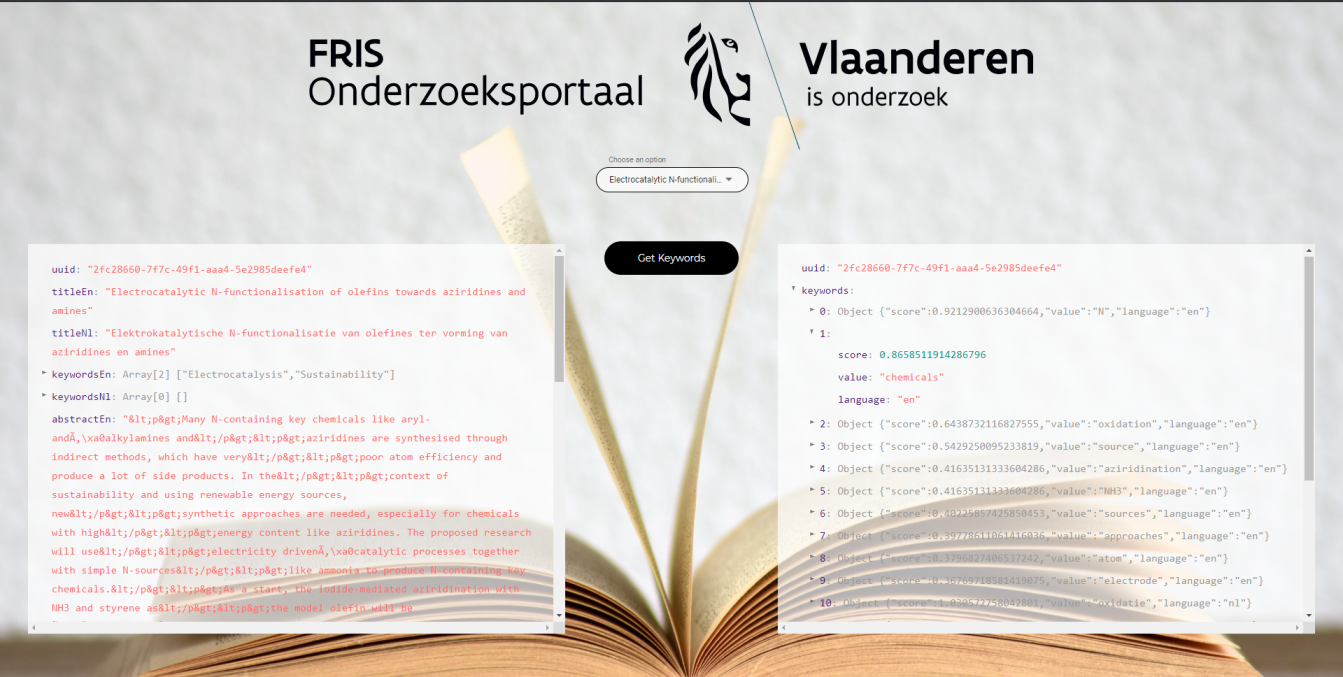 FRIS
Onderzoeksportaal
Vlaanderen
is onderzoek
Choose an option
Electrocatalytic N-functionali...
Get Keywords
uuid: "2fc28660-7f7c-49f1-aaa4-5e2985deefe4"
titleEn: "Electrocatalytic N-functionalisation of olefins towards aziridines and
amines"
titleNl: "Elektrokatalytische N-functionalisatie van olefines ter vorming van
aziridines en amines"
keywordsEn: Array[2] ["Electrocatalysis","Sustainability"]
keywordsNl: Array[0] []
abstractEn: "&lt;p&gt;Many N-containing key chemicals like aryl-
andÃ,\xa0alkylamines and&lt;/p&gt;&lt;p&gt;aziridines are synthesised through
indirect methods, which have very&lt;/p&gt;&lt;p&gt;poor atom efficiency and
produce a lot of side products. In the&lt;/p&gt;&lt;p&gt;context of
sustainability and using renewable energy sources,
new&lt;/p&gt;&lt;p&gt;synthetic approaches are needed, especially for chemicals
with high&lt;/p&gt;&lt;p&gt;energy content like aziridines. The proposed research
will use&lt;/p&gt;&lt;p&gt;electricity drivenÃ,\xa0catalytic processes together
with simple N-sources&lt;/p&gt;&lt;p&gt;like ammonia to produce N-containing key
chemicals.&lt;/p&gt;&lt;p&gt;As a start, the iodide-mediated aziridination with
NH3 and styrene as&lt;/p&gt;&lt;p&gt;the model olefin will be
uuid: "2fc28660-7f7c-49f1-aaa4-5e2985deefe4"
keywords:
0: Object {"score":0.9212900636304664,"value":"N","language":"en"}
1:
score: 0.8658511914286796
value: "chemicals"
language: "en"
2: Object {"score":0.6438732116827555,"value":"oxidation","language":"en"}
3: Object {"score":0.5429250095233819,"value":"source","language":"en"}
4: Object {"score":0.41635131333604286,"value":"aziridination","language":"en"}
5: Object {"score":0.41635131333604286,"value":"NH3","language":"en"}
6: Object {"score":0.40225857425850453,"value":"sources","language":"en"}
7: Object {"score":0.39778611061416036,"value":"approaches","language":"en"}
8: Object {"score":0.3796827406537242,"value":"atom","language":"en"}
9: Object {"score":0.36769718581419075,"value":"electrode","language":"en"}
10: Object {"score":1.039572758042801,"value":"oxidatie","language":"nl"}